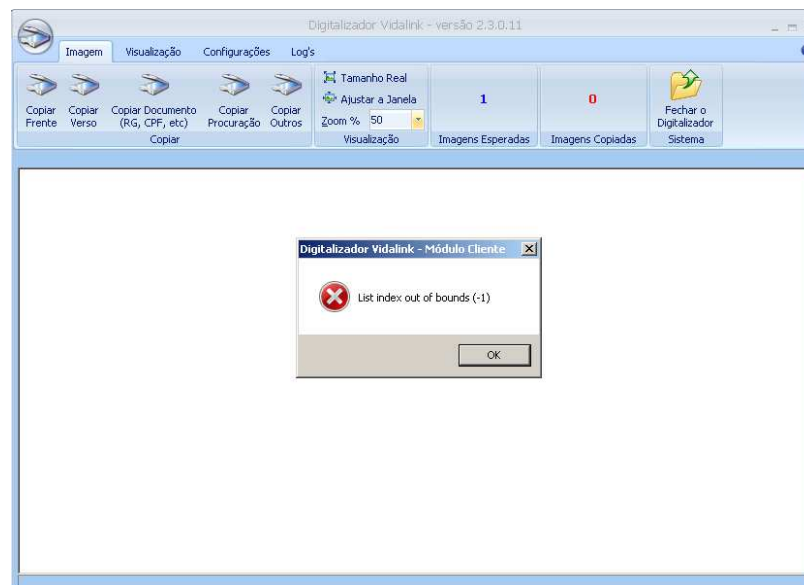 Digitalizador Vidalink - versão 2.3.0.11
Imagem Visualização Configurações Log's
Copiar Frente
Copiar Verso
Copiar Documento (RG, CPF, etc)
Copiar Procuração
Copiar Outros
Copiar
Tamanho Real
Ajustar a Janela
Zoom % 50
Visualização
1
Imagens Esperadas
0
Imagens Copiadas
Fechar o Digitalizador
Sistema
Digitalizador Vidalink - Módulo Cliente
List index out of bounds (-1)
OK